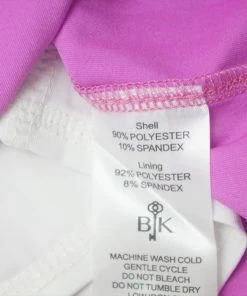 Shell
90% POLYESTER
10% SPANDEX
Lining
92% POLYESTER
8% SPANDEX
B K
MACHINE WASH COLD
GENTLE CYCLE
DO NOT BLEACH
DO NOT TUMBLE DRY